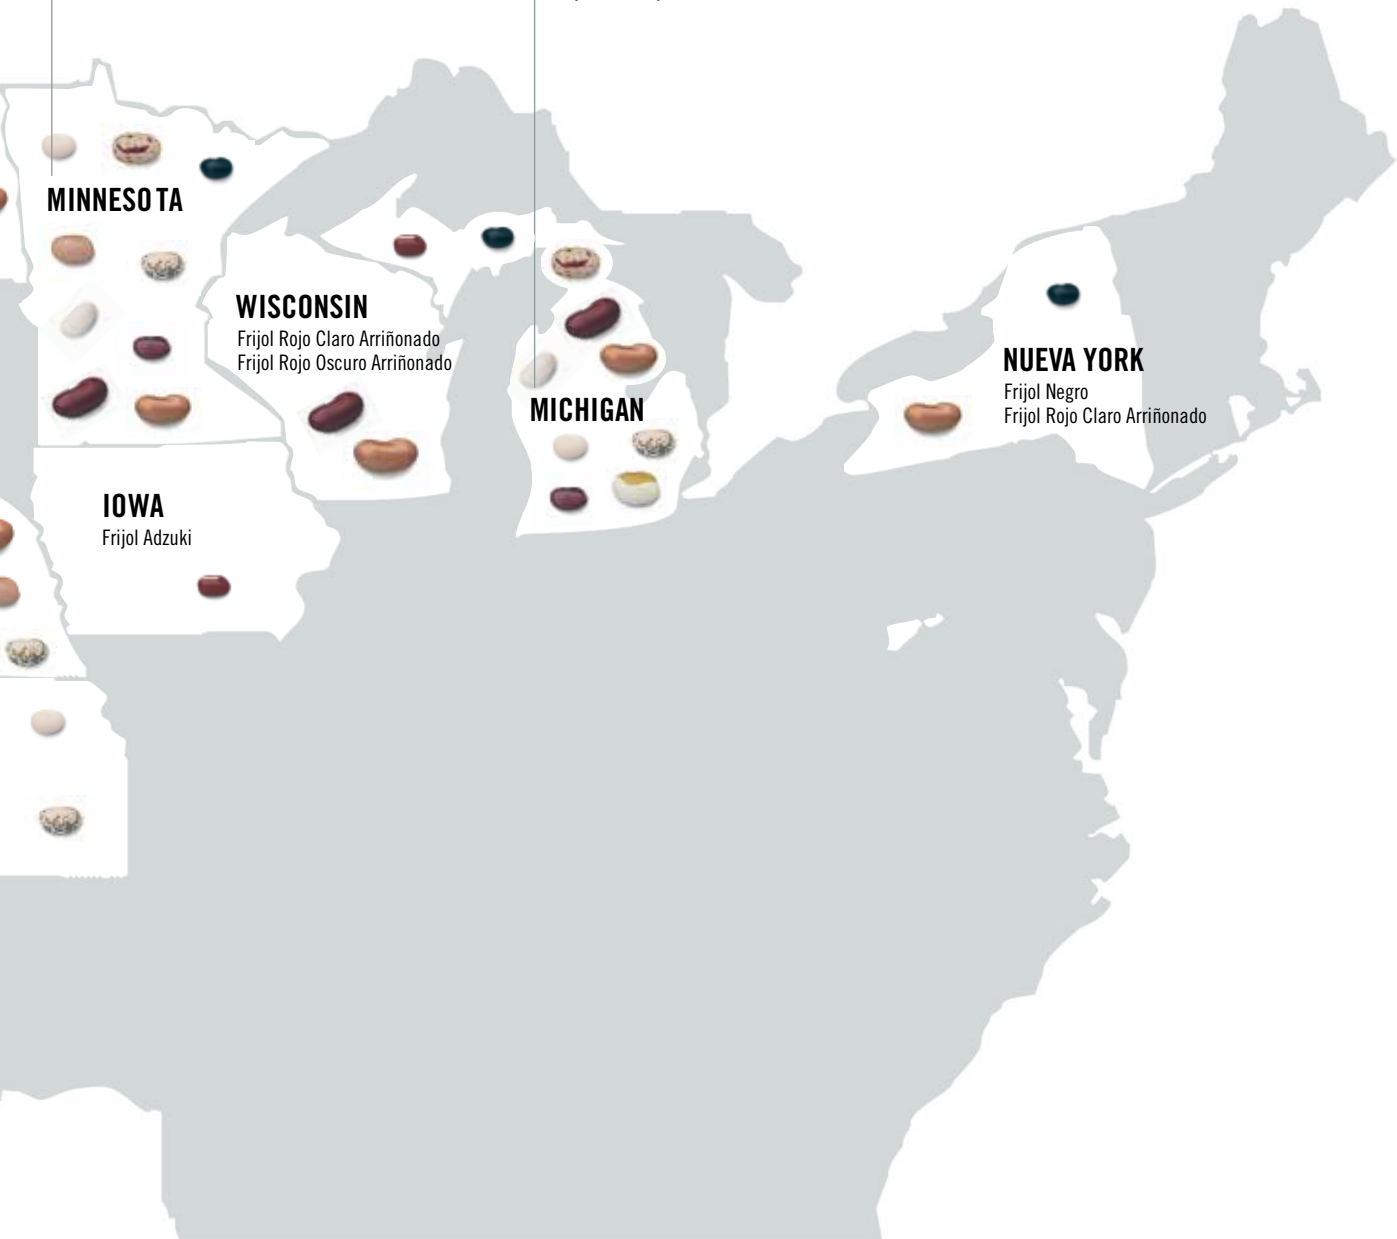 MINNESOTA
WISCONSIN
Frijol Rojo Claro Arriñonado
Frijol Rojo Oscuro Arriñonado
MICHIGAN
NUEVA YORK
Frijol Negro
Frijol Rojo Claro Arriñonado
IOWA
Frijol Adzuki